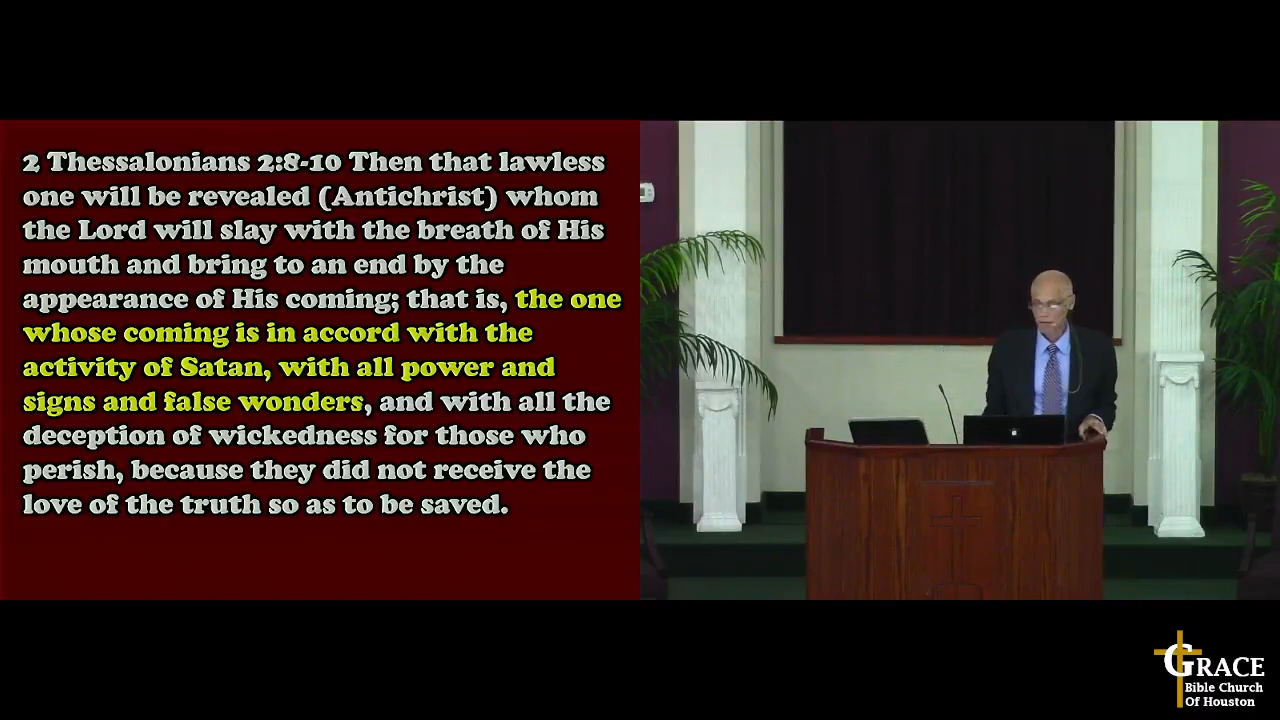 2 Thessalonians 2:8-10 Then that lawless
one will be revealed (Antichrist) whom
the Lord will slay with the breath of His
mouth and bring to an end by the
appearance of His coming; that is, the one
whose coming is in accord with the
activity of Satan, with all power and
signs and false wonders, and with all the
deception of wickedness for those who
perish, because they did not receive the
love of the truth so as to be saved.
GRACE
Bible Church
Of Houston